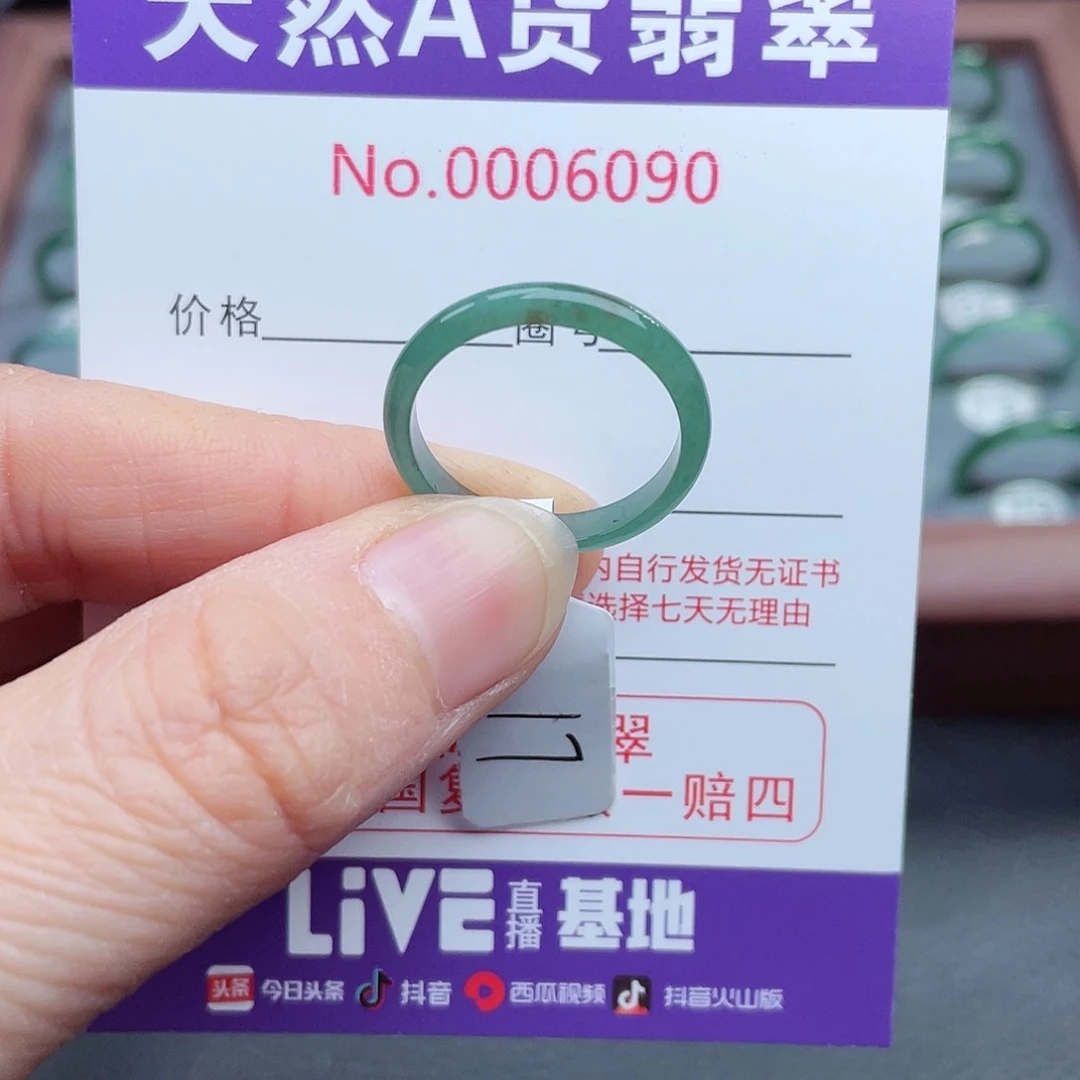 天然A货翡翠
No.0006090
价格 圈号
内自行发货无证书
选择七天无理由
翠
国复 一赔四
LiVE直播基地
头条 今日头条 抖音 西瓜视频 抖音火山版